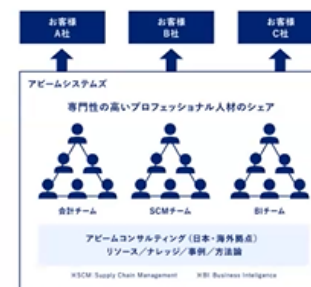 お客様
A社
お客様
B社
お客様
C社
アビームシステムズ
専門性の高いプロフェッショナル人材のシェア
会計チーム
SCMチーム
BIチーム
アビームコンサルティング（日本・海外拠点）
リソース／ナレッジ／事例／方法論
※SCM:Supply Chain Management
※BI:Business Inteligence